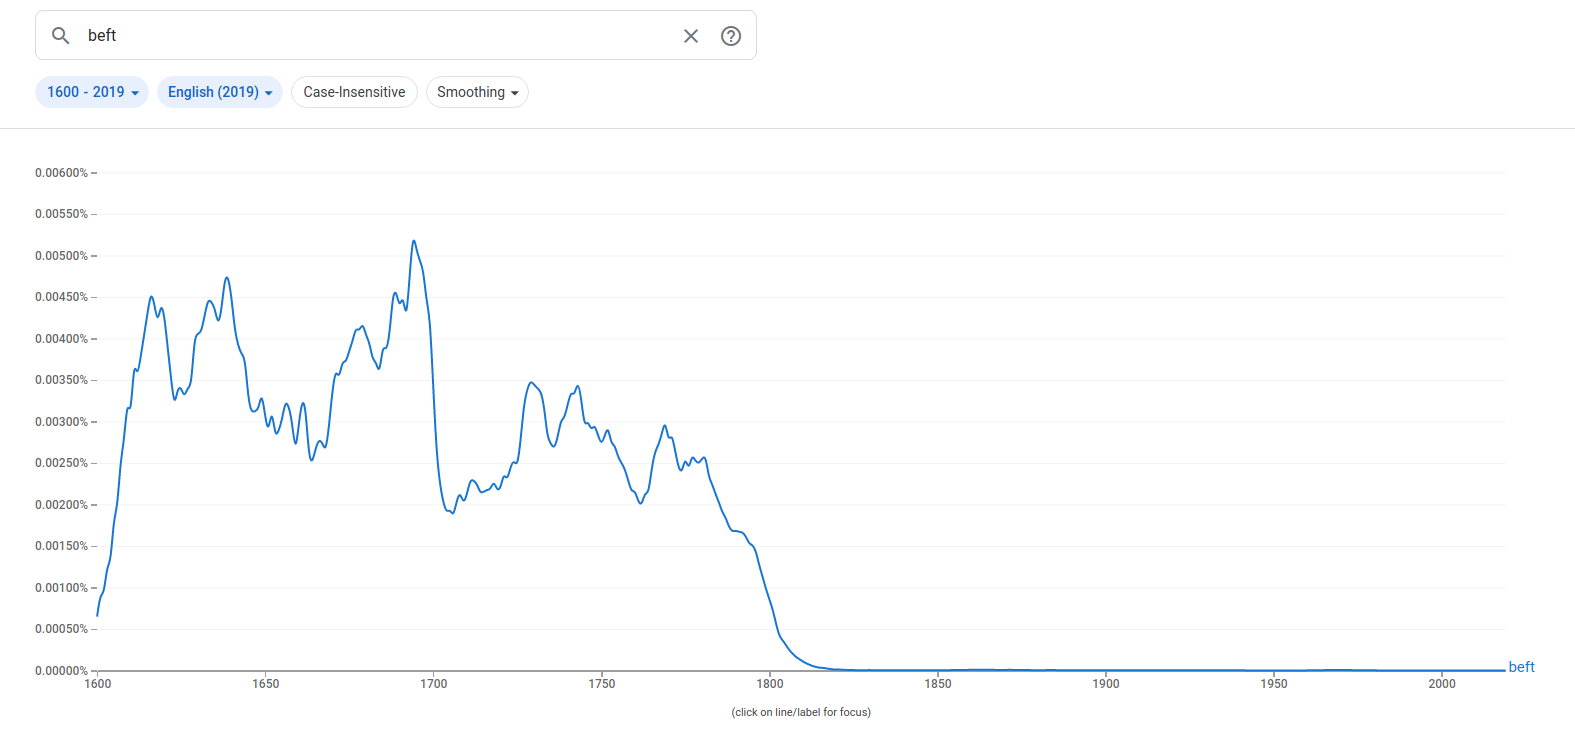 beft
1600 - 2019 English (2019) Case-Insensitive Smoothing
0.00600%
0.00550%
0.00500%
0.00450%
0.00400%
0.00350%
0.00300%
0.00250%
0.00200%
0.00150%
0.00100%
0.00050%
0.00000%
beft
1600 1650 1700 1750 1800 1850 1900 1950 2000
(click on line/label for focus)